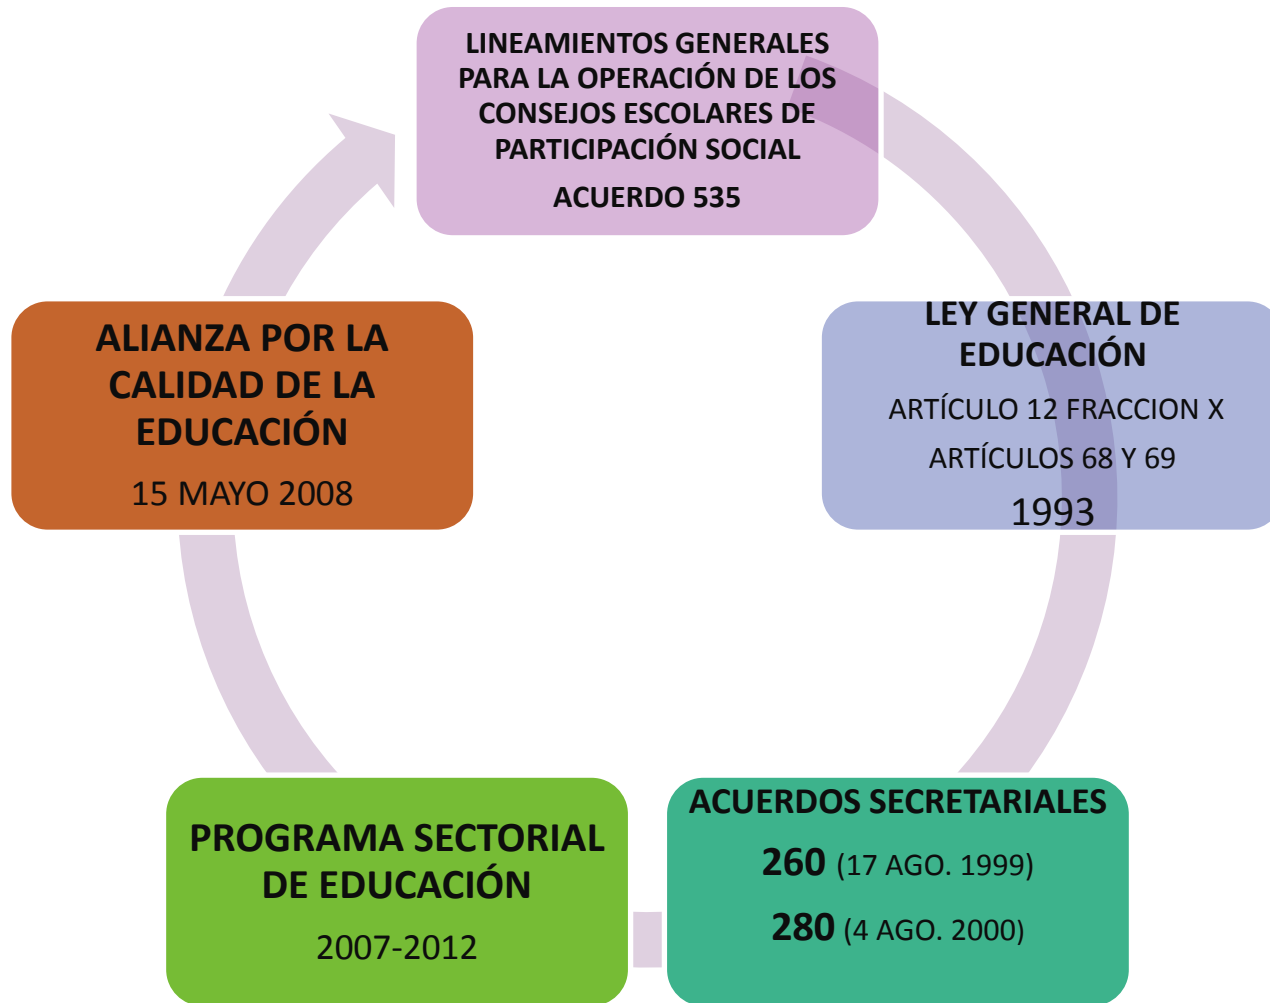 LINEAMIENTOS GENERALES
PARA LA OPERACIÓN DE LOS
CONSEJOS ESCOLARES DE
PARTICIPACIÓN SOCIAL
ACUERDO 535
LEY GENERAL DE
EDUCACIÓN
ARTÍCULO 12 FRACCION X
ARTÍCULOS 68 Y 69
1993
ACUERDOS SECRETARIALES
260 (17 AGO. 1999)
280 (4 AGO. 2000)
PROGRAMA SECTORIAL
DE EDUCACIÓN
2007-2012
ALIANZA POR LA
CALIDAD DE LA
EDUCACIÓN
15 MAYO 2008